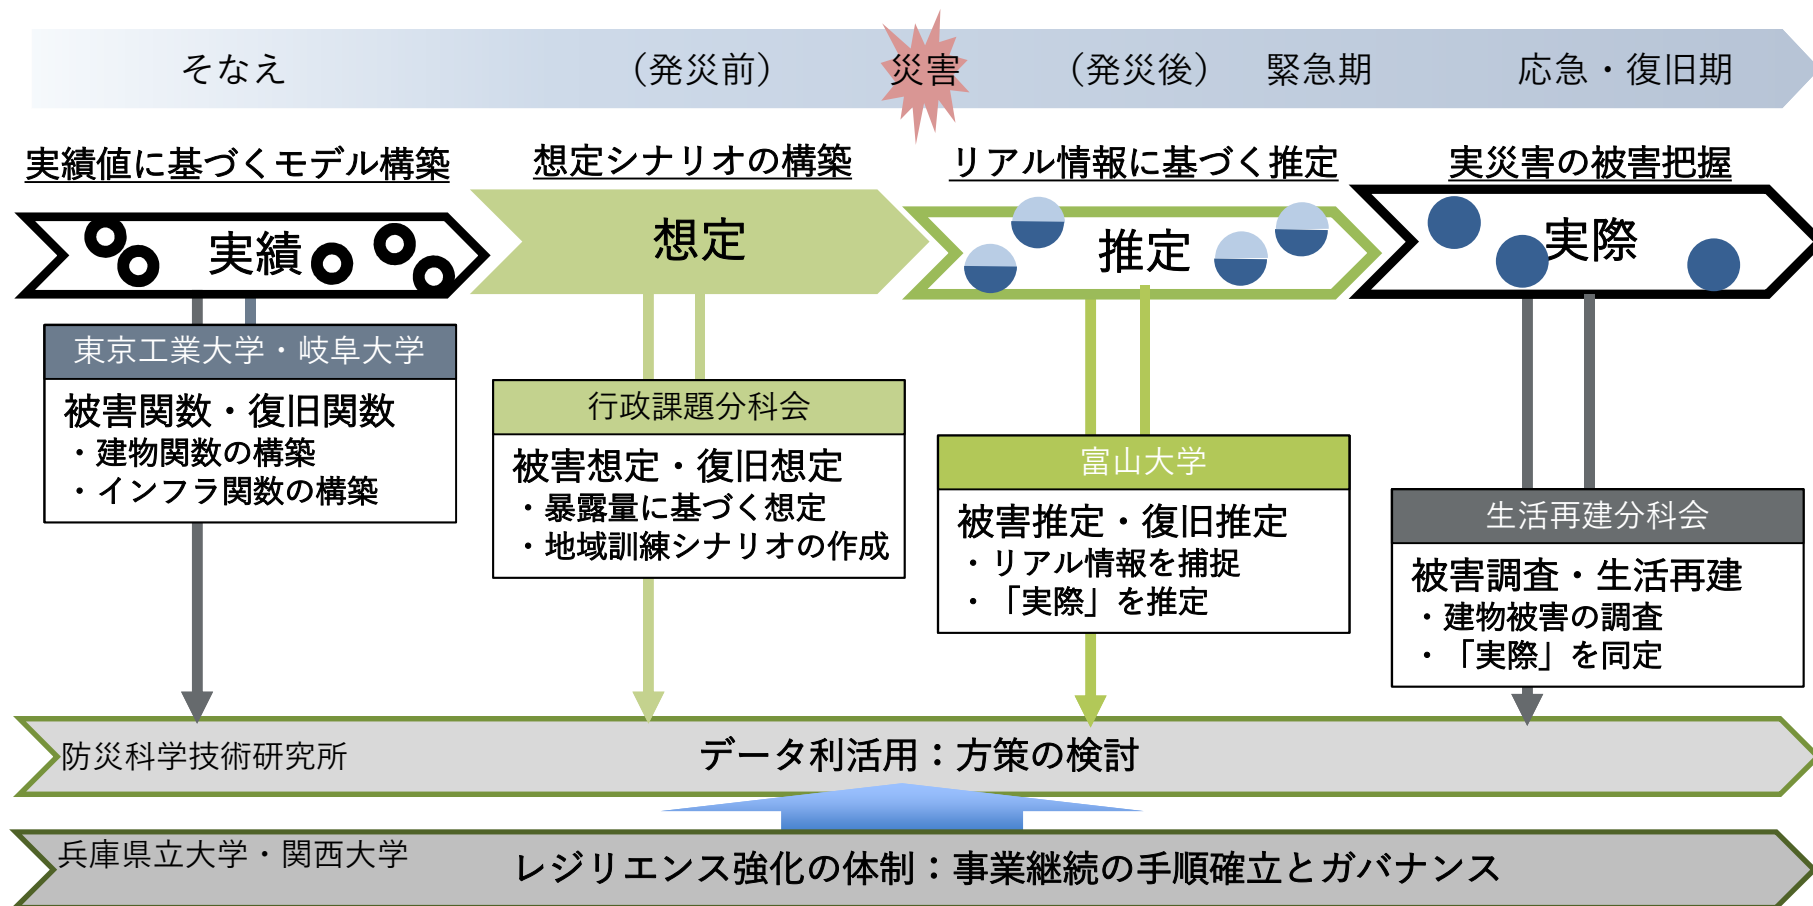 そなえ
（発災前）
災害
（発災後）
緊急期
応急・復旧期
実績値に基づくモデル構築
想定シナリオの構築
リアル情報に基づく推定
実災害の被害把握
実績
想定
推定
実際
東京工業大学・岐阜大学
被害関数・復旧関数
・建物関数の構築
・インフラ関数の構築
行政課題分科会
被害想定・復旧想定
・暴露量に基づく想定
・地域訓練シナリオの作成
富山大学
被害推定・復旧推定
・リアル情報を捕捉
・「実際」を推定
生活再建分科会
被害調査・生活再建
・建物被害の調査
・「実際」を同定
防災科学技術研究所
データ利活用：方策の検討
兵庫県立大学・関西大学
レジリエンス強化の体制：事業継続の手順確立とガバナンス